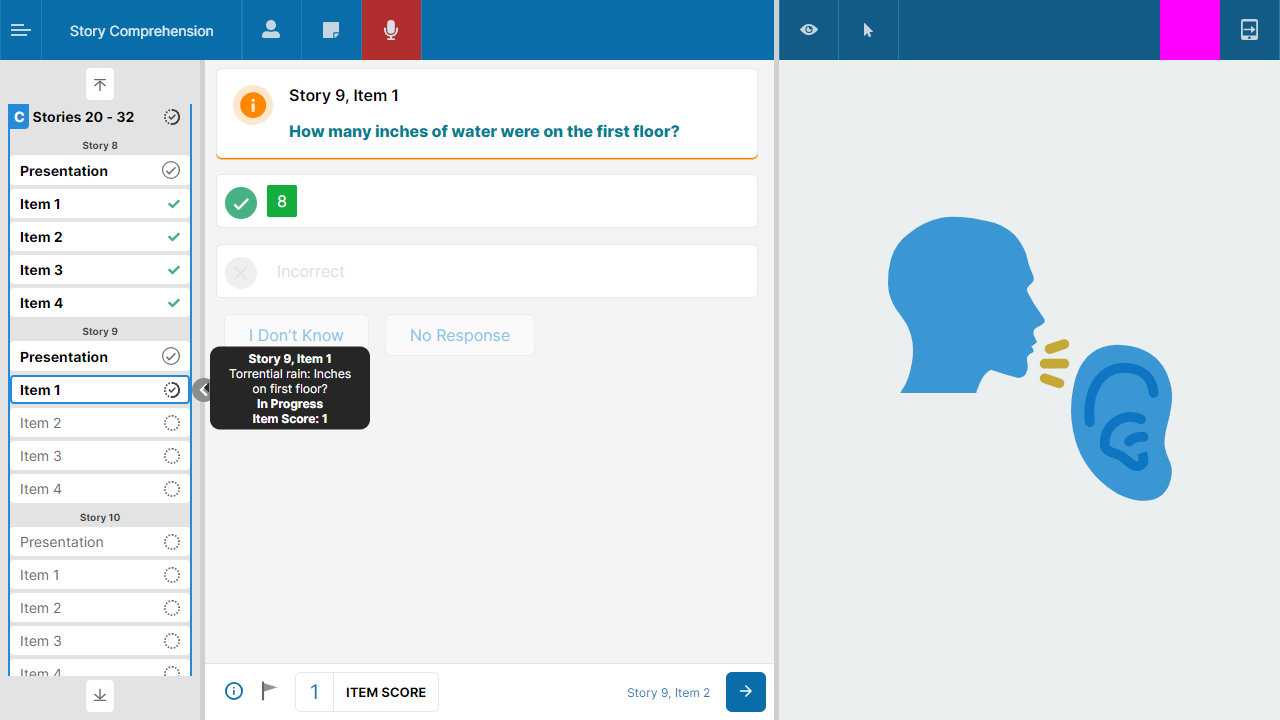 Story Comprehension
C Stories 20 - 32
Story 8
Presentation
Item 1
Item 2
Item 3
Item 4
Story 9
Presentation
Item 1
Item 2
Item 3
Item 4
Story 10
Presentation
Item 1
Item 2
Item 3
Item 4
Story 9, Item 1
How many inches of water were on the first floor?
8
Incorrect
I Don't Know No Response
Story 9, Item 1
Torrential rain: Inches
on first floor?
In Progress
Item Score: 1
1 ITEM SCORE
Story 9, Item 2